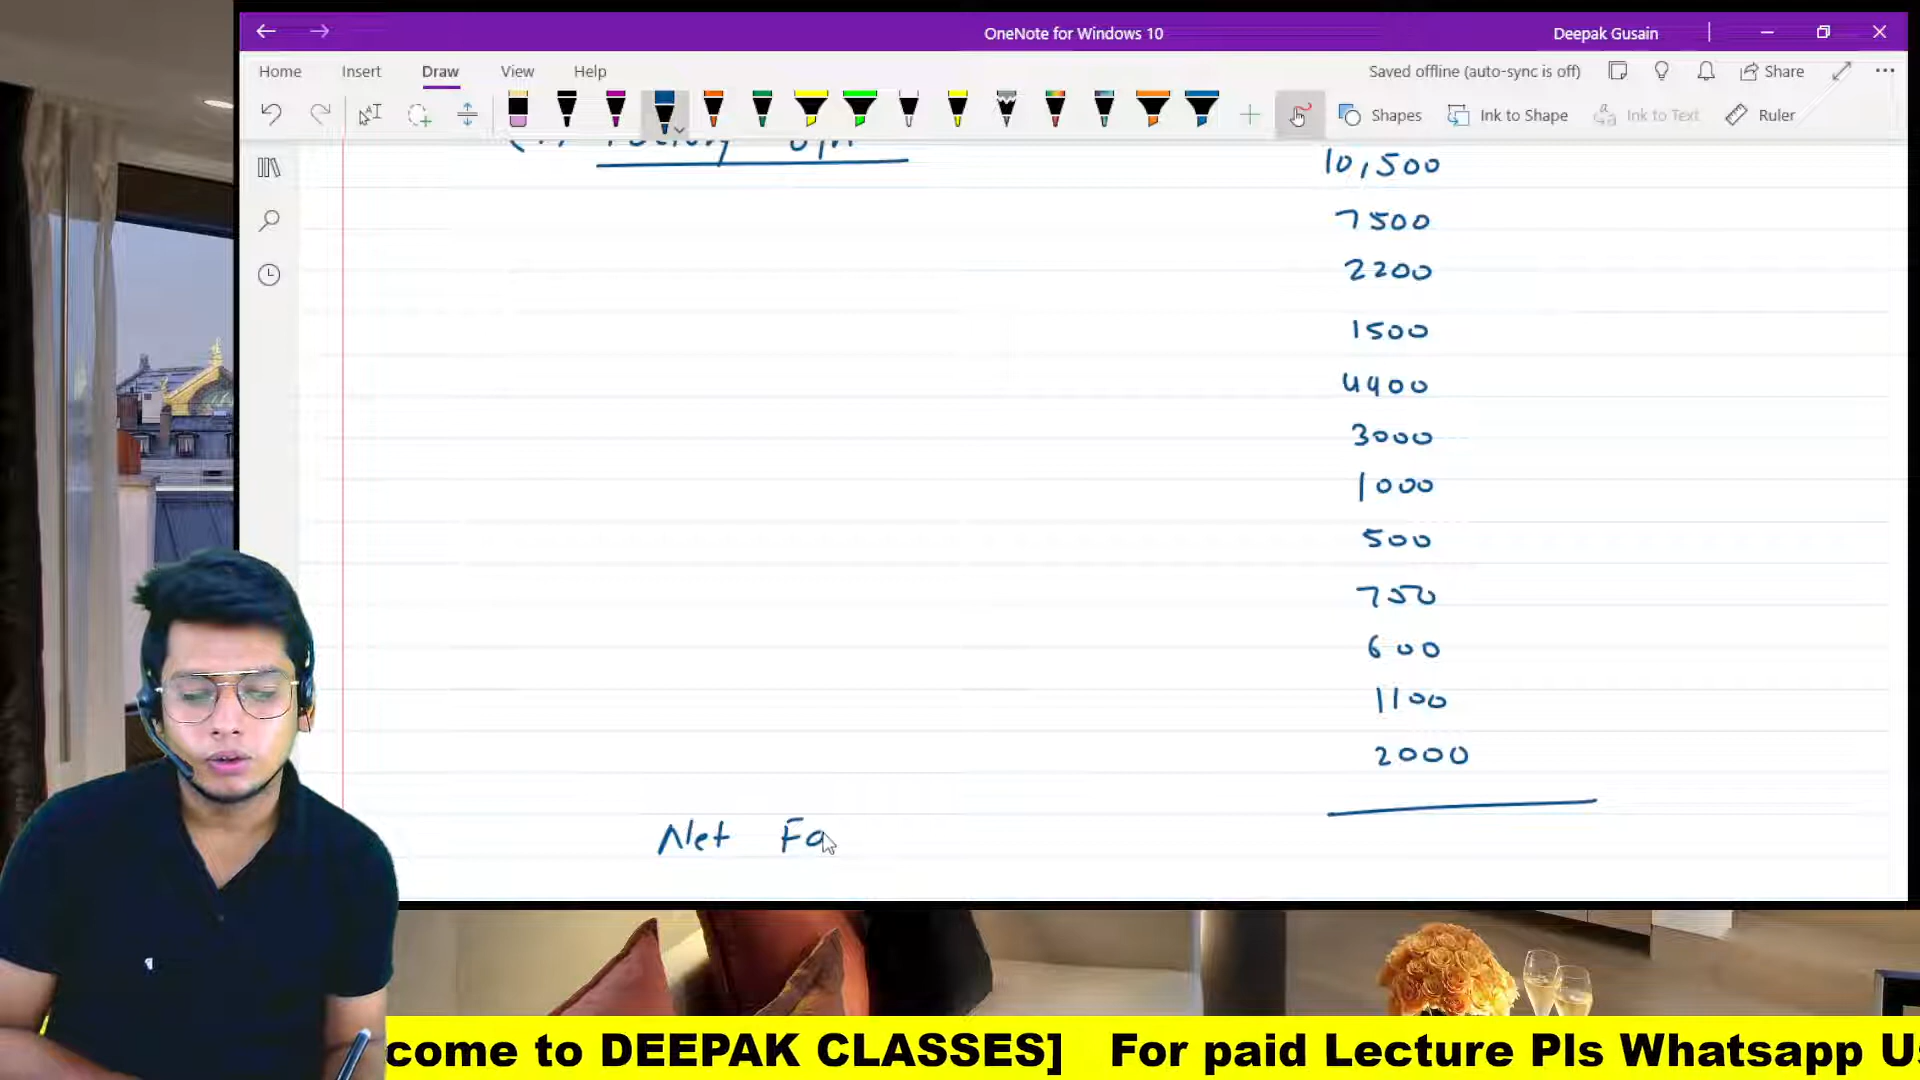 OneNote for Windows 10
Deepak Gusain
Home Insert Draw View Help
Saved offline (auto-sync is off)
Share
Shapes
Ink to Shape
Ink to Text
Ruler
10,500
7500
2200
1500
4400
3000
1000
500
750
600
1100
2000
Net Fa
come to DEEPAK CLASSES] For paid Lecture Pls Whatsapp U